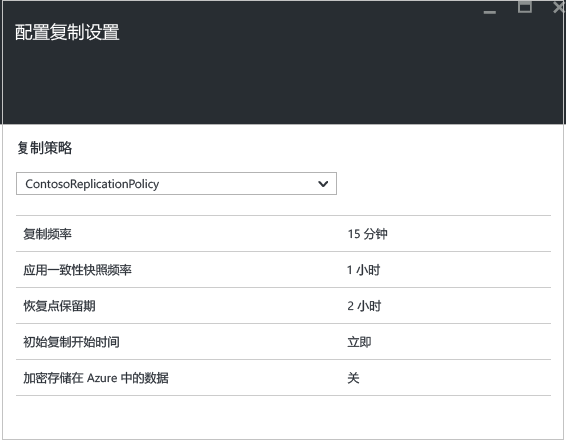 配置复制设置
复制策略
ContosoReplicationPolicy
复制频率 15 分钟
应用一致性快照频率 1 小时
恢复点保留期 2 小时
初始复制开始时间 立即
加密存储在 Azure 中的数据 关